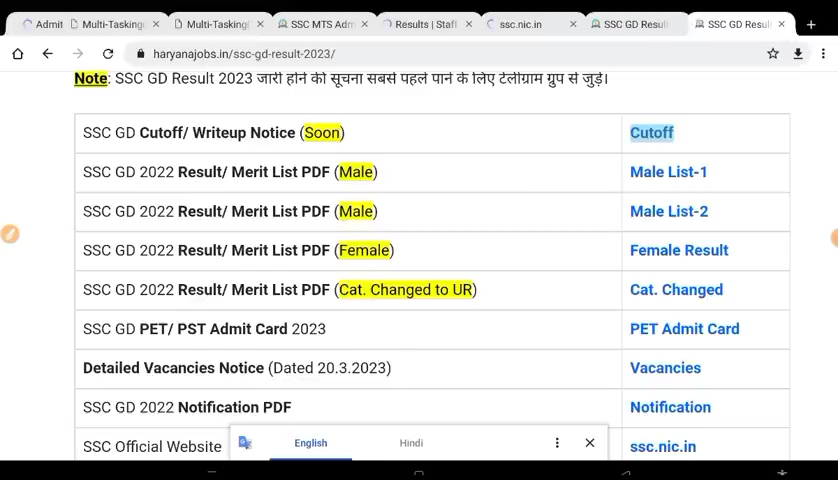 Admit
Multi-Tasking
Multi-Tasking
SSC MTS Adm
Results | Staf
ssc.nic.in
SSC GD Resul
SSC GD Resul
haryanajobs.in/ssc-gd-result-2023/
Note: SSC GD Result 2023 जारी होने की सूचना सबसे पहले पाने के लिए टेलीग्राम ग्रुप से जुड़े।
SSC GD Cutoff/ Writeup Notice (Soon) Cutoff
SSC GD 2022 Result/ Merit List PDF (Male) Male List-1
SSC GD 2022 Result/ Merit List PDF (Male) Male List-2
SSC GD 2022 Result/ Merit List PDF (Female) Female Result
SSC GD 2022 Result/ Merit List PDF (Cat. Changed to UR) Cat. Changed
SSC GD PET/ PST Admit Card 2023 PET Admit Card
Detailed Vacancies Notice (Dated 20.3.2023) Vacancies
SSC GD 2022 Notification PDF Notification
SSC Official Website ssc.nic.in
English Hindi